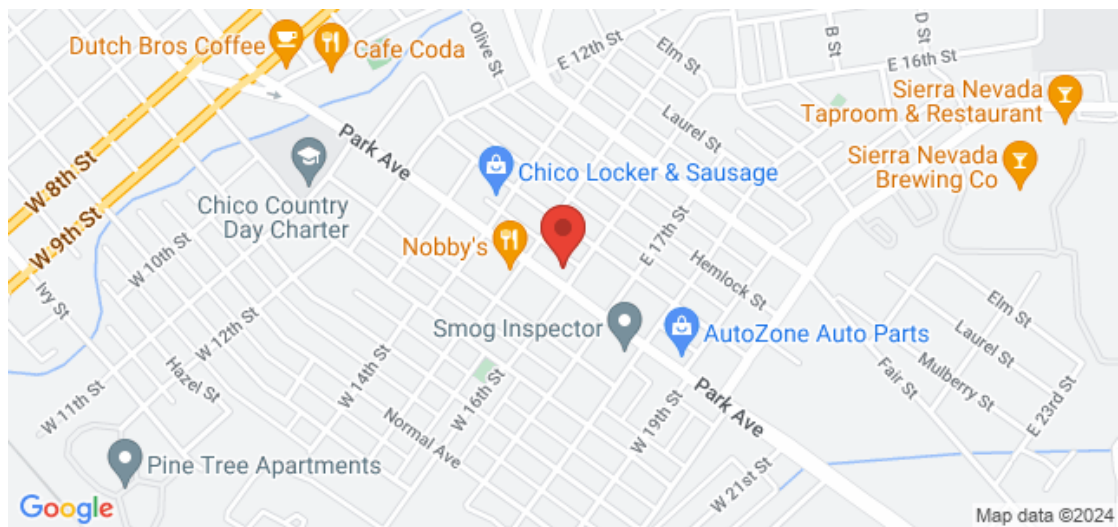 Dutch Bros Coffee
Cafe Coda
Olive St
E 12th St
Elm St
B St
D St
E 16th St
Sierra Nevada
Taproom & Restaurant
Laurel St
Park Ave
W 8th St
W 9th St
Chico Country
Day Charter
Chico Locker & Sausage
Sierra Nevada
Brewing Co
W 10th St
Nobby's
E 17th St
Hemlock St
Ivy St
W 12th St
Smog Inspector
AutoZone Auto Parts
Elm St
Laurel St
Mulberry St
Fair St
E 23rd St
W 11th St
Hazel St
W 14th St
W 16th St
Normal Ave
W 19th St
Park Ave
W 21st St
Pine Tree Apartments
Google
Map data ©2024